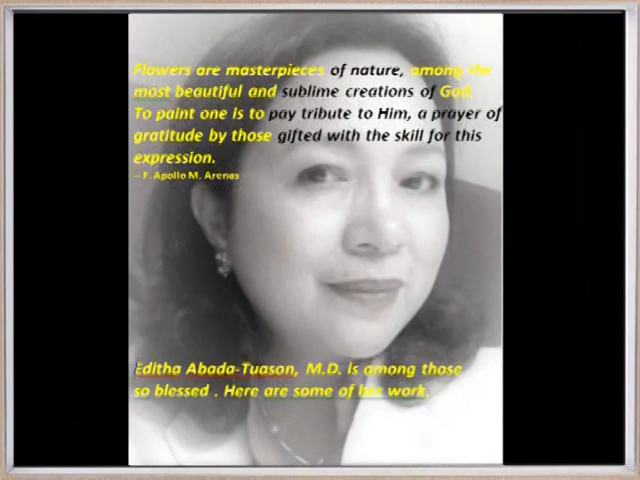 Flowers are masterpieces of nature, among the
most beautiful and sublime creations of God.
To paint one is to pay tribute to Him, a prayer of
gratitude by those gifted with the skill for this
expression.
– F. Apollo M. Arenas
Editha Abada-Tuason, M.D. is among those
so blessed . Here are some of her work.